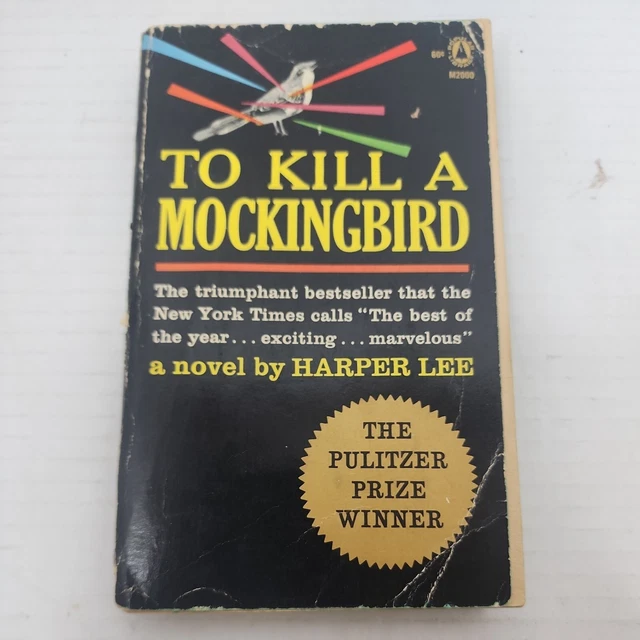 60¢
M2000
TO KILL A
MOCKINGBIRD
The triumphant bestseller that the
New York Times calls "The best of
the year... exciting... marvelous"
a novel by HARPER LEE
THE
PULITZER
PRIZE
WINNER